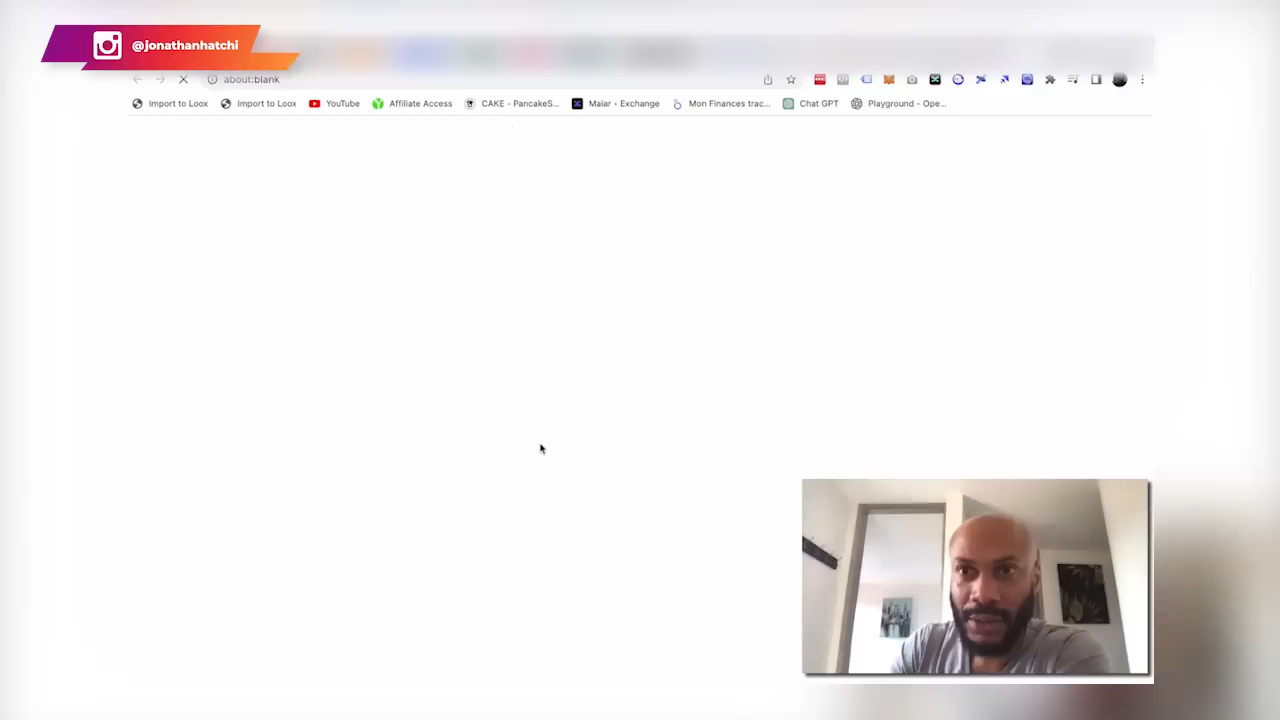 @jonathanhatchi
about:blank
Import to Loox Import to Loox YouTube Affiliate Access CAKE - PancakeS... Maiar • Exchange Mon Finances trac... Chat GPT Playground - Ope...